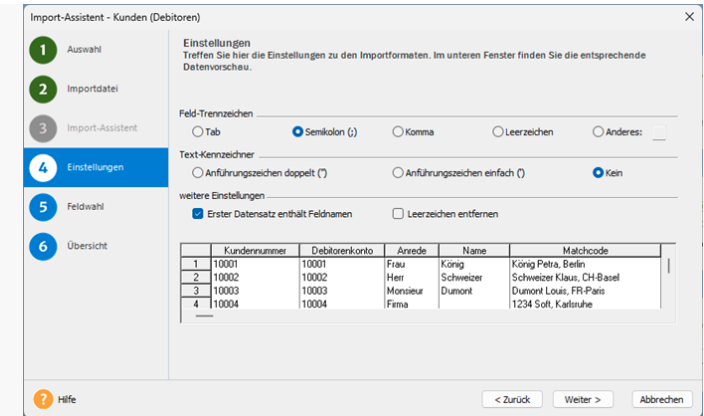 Import-Assistent - Kunden (Debitoren)
1 Auswahl
2 Importdatei
3 Import-Assistent
4 Einstellungen
5 Feldwahl
6 Übersicht
Einstellungen
Treffen Sie hier die Einstellungen zu den Importformaten. Im unteren Fenster finden Sie die entsprechende
Datenvorschau.
Feld-Trennzeichen
Tab Semikolon (;) Komma Leerzeichen Anderes:
Text-Kennzeichner
Anführungszeichen doppelt (") Anführungszeichen einfach (') Kein
weitere Einstellungen
Erster Datensatz enthält Feldnamen Leerzeichen entfernen
Kundennummer Debitorenkonto Anrede Name Matchcode
1 10001 10001 Frau König König Petra, Berlin
2 10002 10002 Herr Schweizer Schweizer Klaus, CH-Basel
3 10003 10003 Monsieur Dumont Dumont Louis, FR-Paris
4 10004 10004 Firma 1234 Soft, Karlsruhe
? Hilfe < Zurück Weiter > Abbrechen